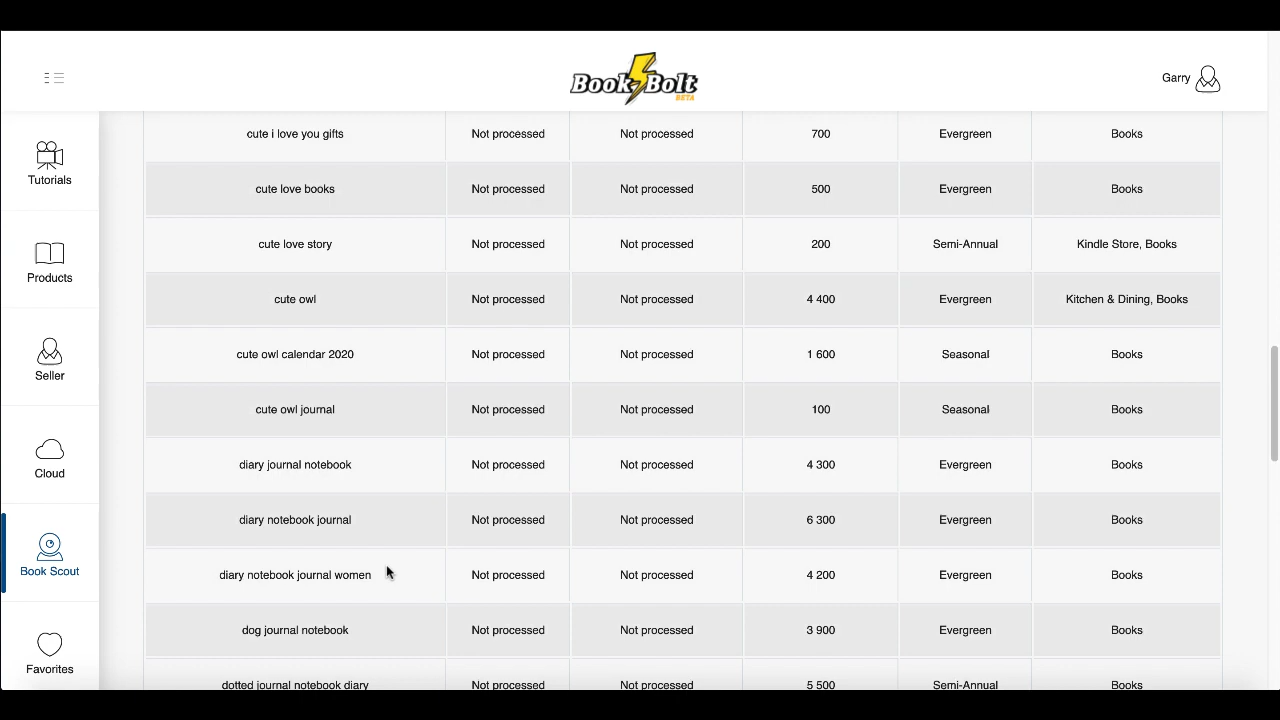 Book Bolt
BETA
Garry
Tutorials
Products
Seller
Cloud
Book Scout
Favorites
cute i love you gifts Not processed Not processed 700 Evergreen Books
cute love books Not processed Not processed 500 Evergreen Books
cute love story Not processed Not processed 200 Semi-Annual Kindle Store, Books
cute owl Not processed Not processed 4 400 Evergreen Kitchen & Dining, Books
cute owl calendar 2020 Not processed Not processed 1 600 Seasonal Books
cute owl journal Not processed Not processed 100 Seasonal Books
diary journal notebook Not processed Not processed 4 300 Evergreen Books
diary notebook journal Not processed Not processed 6 300 Evergreen Books
diary notebook journal women Not processed Not processed 4 200 Evergreen Books
dog journal notebook Not processed Not processed 3 900 Evergreen Books
dotted journal notebook diary Not processed Not processed 5 500 Semi-Annual Books